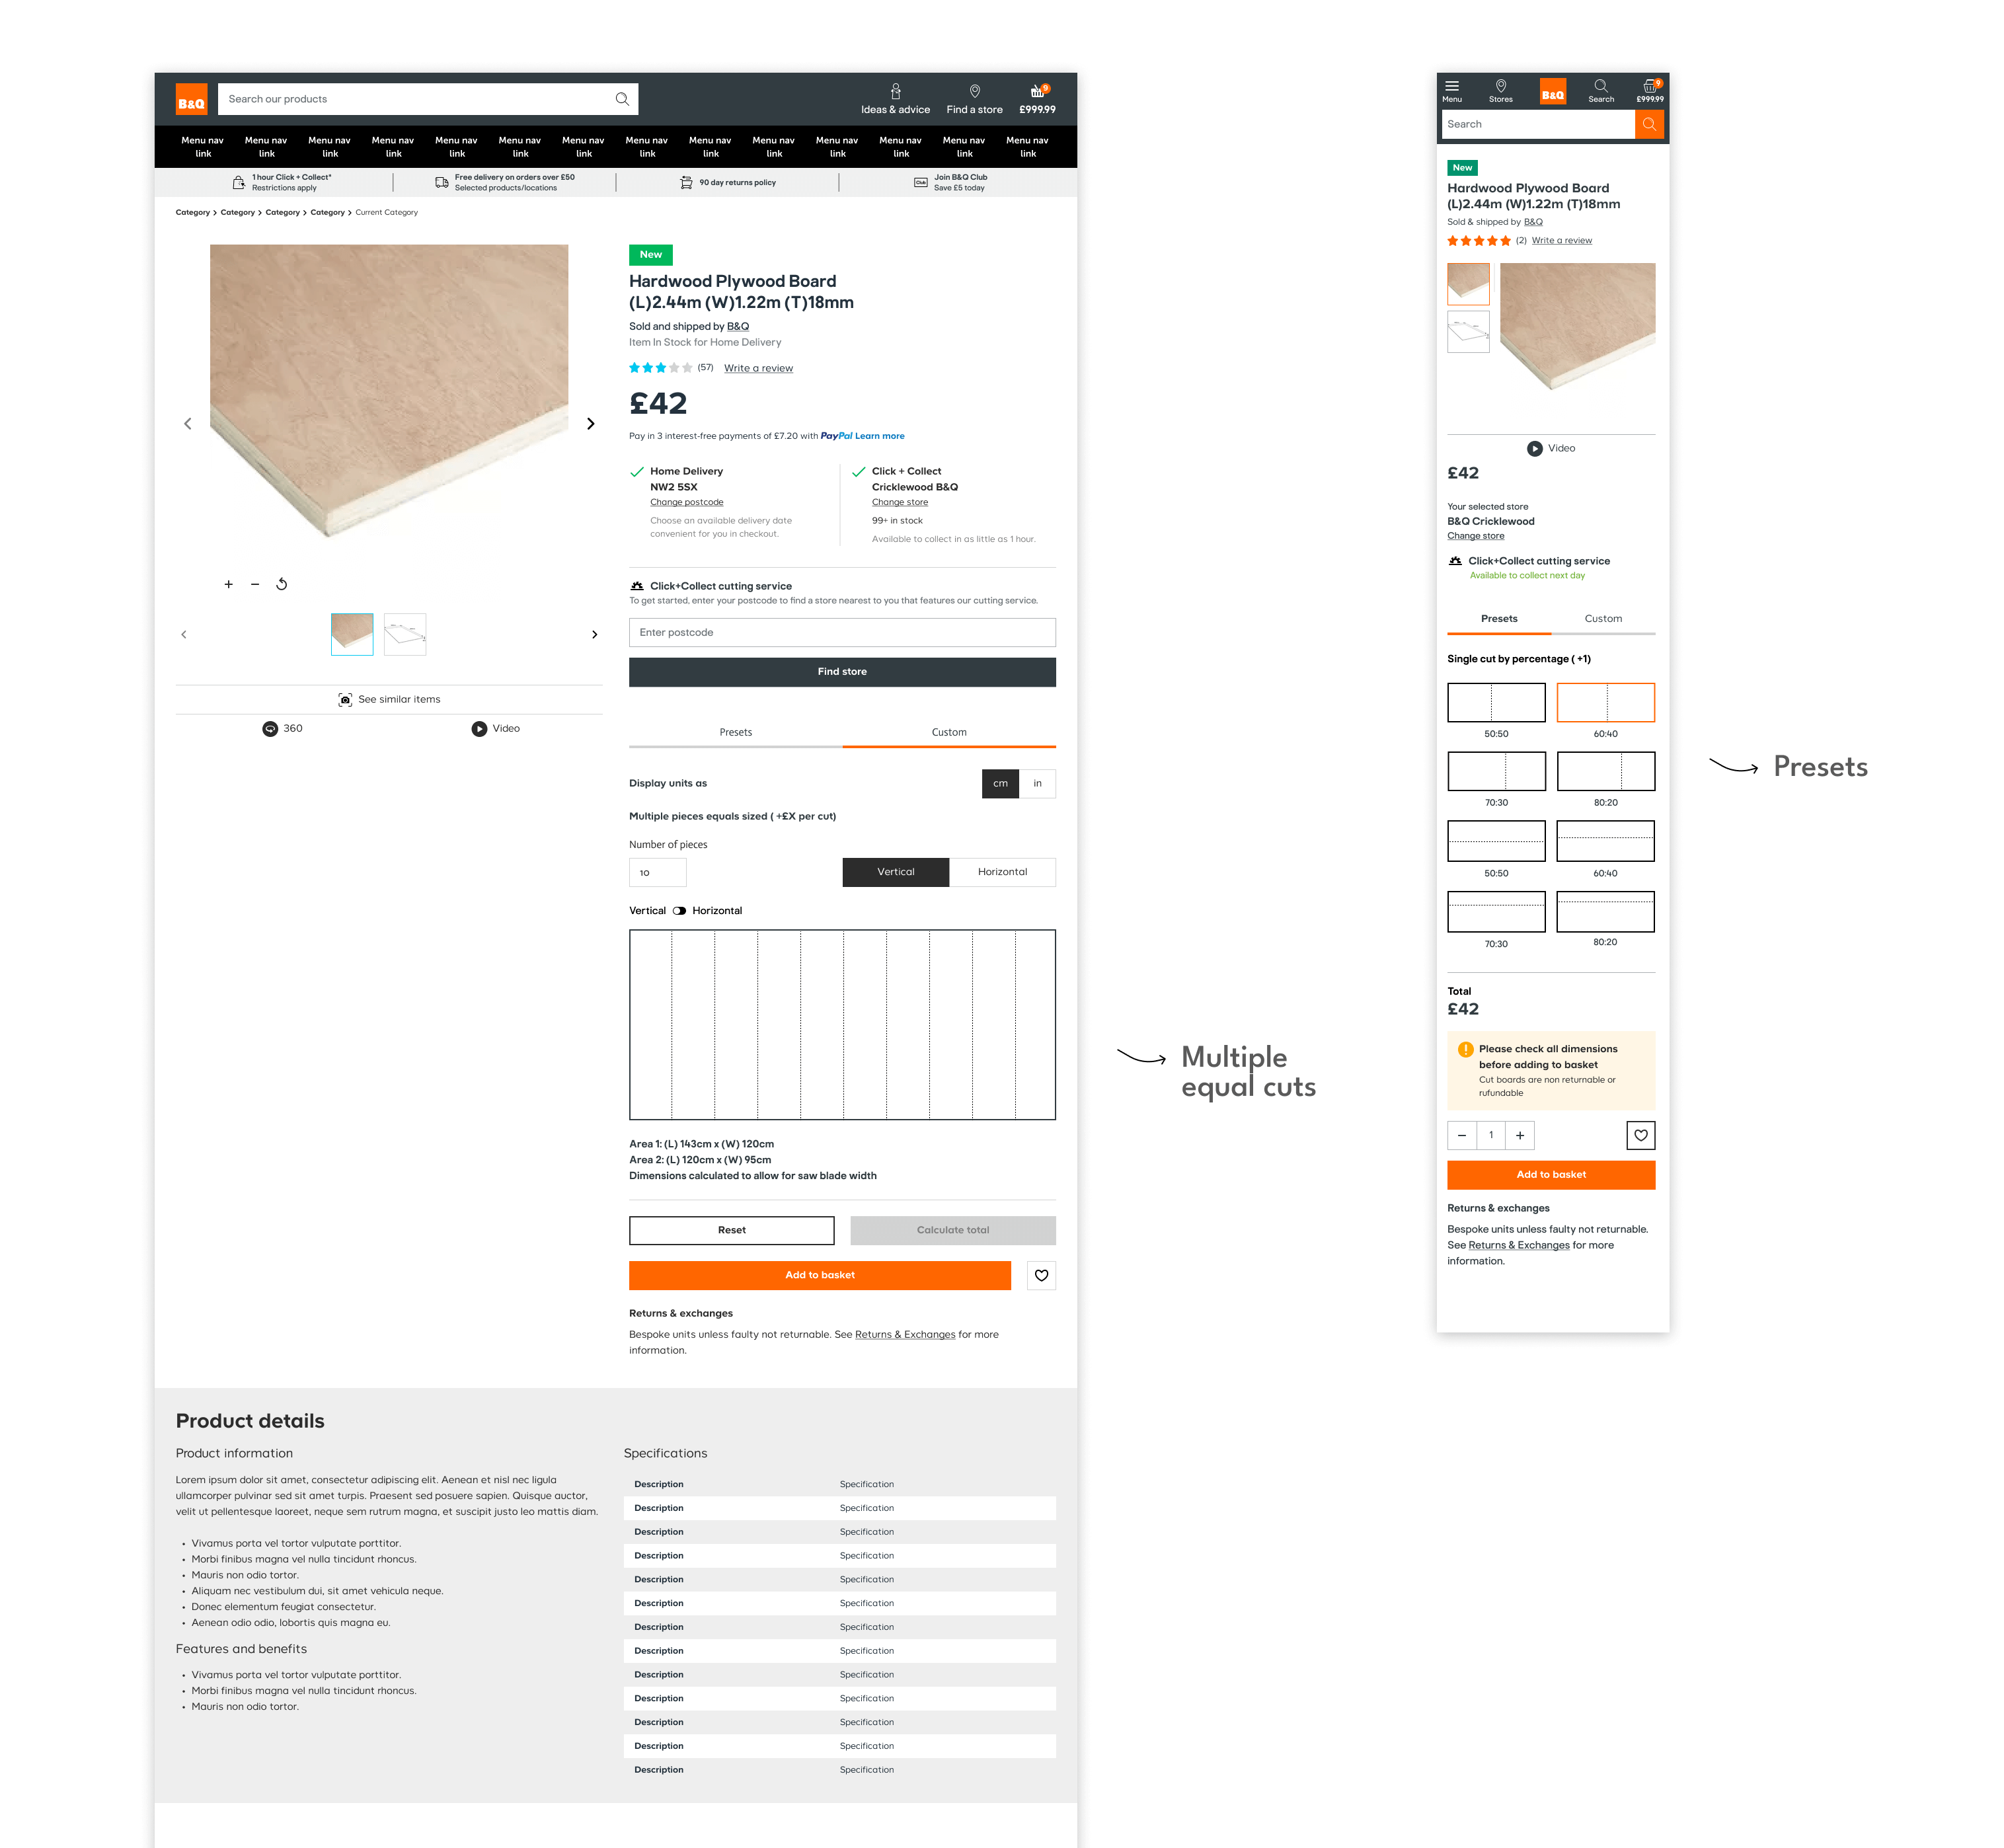 B&Q
Search our products
Ideas & advice
Find a store
9
£999.99
Menu nav link
Menu nav link
Menu nav link
Menu nav link
Menu nav link
Menu nav link
Menu nav link
Menu nav link
Menu nav link
Menu nav link
Menu nav link
Menu nav link
Menu nav link
Menu nav link
1 hour Click + Collect*
Restrictions apply
Free delivery on orders over £50
Selected products/locations
90 day returns policy
Club
Join B&Q Club
Save £5 today
Category > Category > Category > Category > Current Category
New
Hardwood Plywood Board
(L)2.44m (W)1.22m (T)18mm
Sold and shipped by B&Q
Item In Stock for Home Delivery
(57) Write a review
£42
Pay in 3 interest-free payments of £7.20 with PayPal Learn more
Home Delivery
NW2 5SX
Change postcode
Choose an available delivery date
convenient for you in checkout.
Click + Collect
Cricklewood B&Q
Change store
99+ in stock
Available to collect in as little as 1 hour.
Click+Collect cutting service
To get started, enter your postcode to find a store nearest to you that features our cutting service.
Enter postcode
Find store
See similar items
360
Video
Presets
Custom
Display units as
cm
in
Multiple pieces equals sized ( +£X per cut)
Number of pieces
10
Vertical
Horizontal
Vertical
Horizontal
Area 1: (L) 143cm x (W) 120cm
Area 2: (L) 120cm x (W) 95cm
Dimensions calculated to allow for saw blade width
Reset
Calculate total
Add to basket
Returns & exchanges
Bespoke units unless faulty not returnable. See Returns & Exchanges for more
information.
Product details
Product information
Lorem ipsum dolor sit amet, consectetur adipiscing elit. Aenean et nisl nec ligula
ullamcorper pulvinar sed sit amet turpis. Praesent sed posuere sapien. Quisque auctor,
velit ut pellentesque laoreet, neque sem rutrum magna, et suscipit justo leo mattis diam.
• Vivamus porta vel tortor vulputate porttitor.
• Morbi finibus magna vel nulla tincidunt rhoncus.
• Mauris non odio tortor.
• Aliquam nec vestibulum dui, sit amet vehicula neque.
• Donec elementum feugiat consectetur.
• Aenean odio odio, lobortis quis magna eu.
Features and benefits
• Vivamus porta vel tortor vulputate porttitor.
• Morbi finibus magna vel nulla tincidunt rhoncus.
• Mauris non odio tortor.
Specifications
Description Specification
Description Specification
Description Specification
Description Specification
Description Specification
Description Specification
Description Specification
Description Specification
Description Specification
Description Specification
Description Specification
Description Specification
Description Specification
Multiple
equal cuts
Menu
Stores
B&Q
Search
9
£999.99
Search
New
Hardwood Plywood Board
(L)2.44m (W)1.22m (T)18mm
Sold & shipped by B&Q
(2) Write a review
Video
£42
Your selected store
B&Q Cricklewood
Change store
Click+Collect cutting service
Available to collect next day
Presets
Custom
Single cut by percentage ( +1)
50:50
60:40
70:30
80:20
50:50
60:40
70:30
80:20
Total
£42
Please check all dimensions
before adding to basket
Cut boards are non returnable or
rufundable
1
Add to basket
Returns & exchanges
Bespoke units unless faulty not returnable.
See Returns & Exchanges for more
information.
Presets